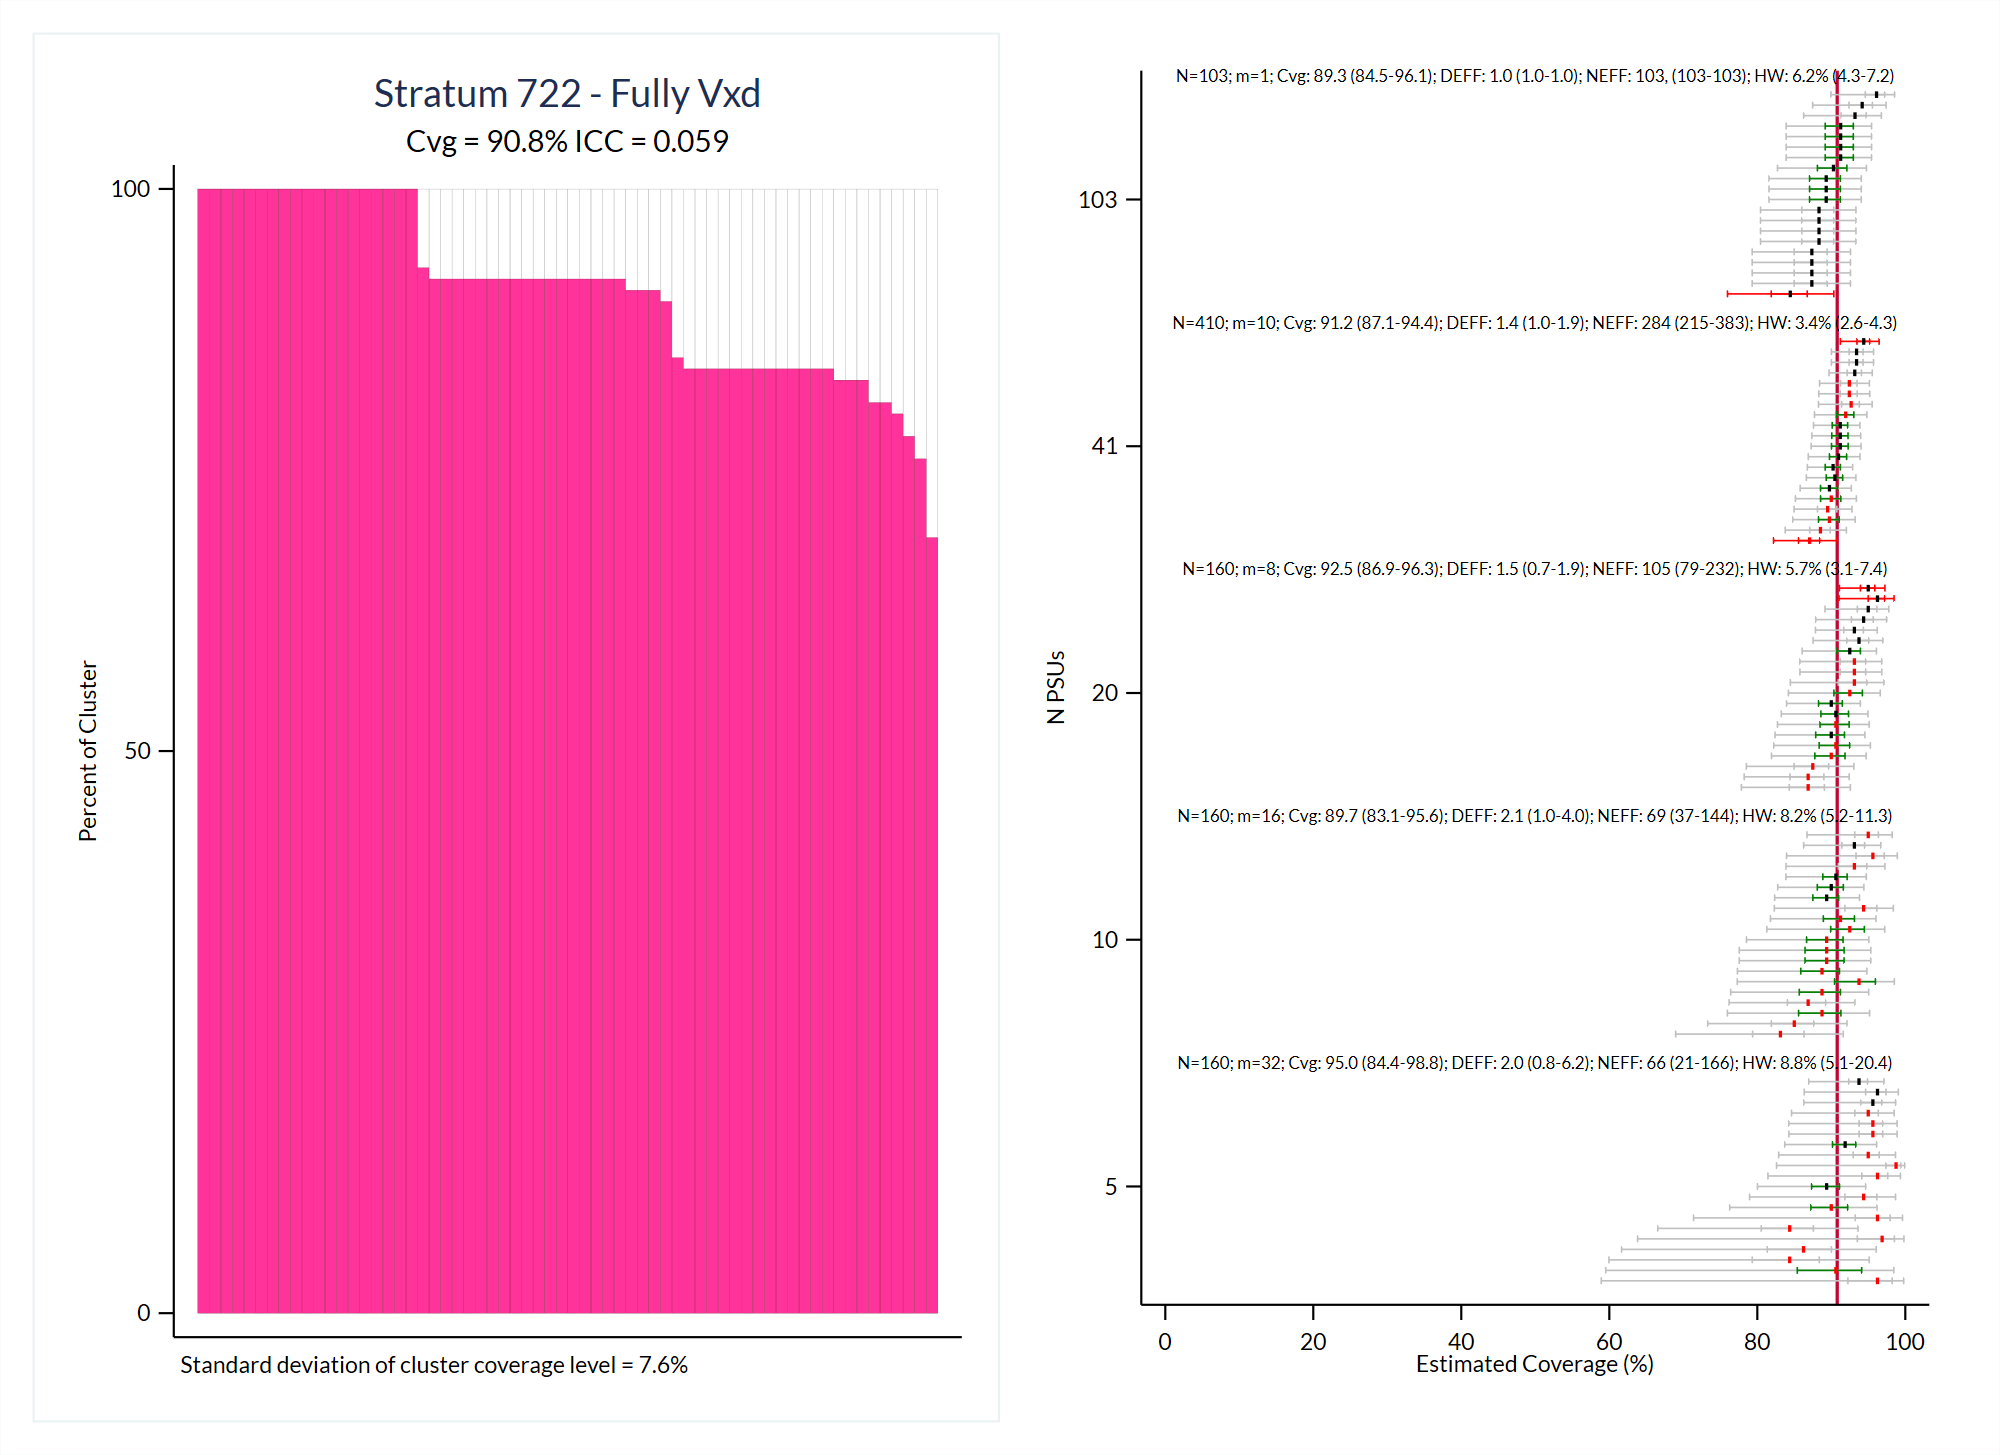 Stratum 722 - Fully Vxd
Cvg = 90.8% ICC = 0.059
100
50
0
Percent of Cluster
Standard deviation of cluster coverage level = 7.6%
N=103; m=1; Cvg: 89.3 (84.5-96.1); DEFF: 1.0 (1.0-1.0); NEFF: 103, (103-103); HW: 6.2% (4.3-7.2)
103
N=410; m=10; Cvg: 91.2 (87.1-94.4); DEFF: 1.4 (1.0-1.9); NEFF: 284 (215-383); HW: 3.4% (2.6-4.3)
41
N=160; m=8; Cvg: 92.5 (86.9-96.3); DEFF: 1.5 (0.7-1.9); NEFF: 105 (79-232); HW: 5.7% (3.1-7.4)
N PSUs
20
N=160; m=16; Cvg: 89.7 (83.1-95.6); DEFF: 2.1 (1.0-4.0); NEFF: 69 (37-144); HW: 8.2% (5.2-11.3)
10
N=160; m=32; Cvg: 95.0 (84.4-98.8); DEFF: 2.0 (0.8-6.2); NEFF: 66 (21-166); HW: 8.8% (5.1-20.4)
5
0 20 40 60 80 100
Estimated Coverage (%)